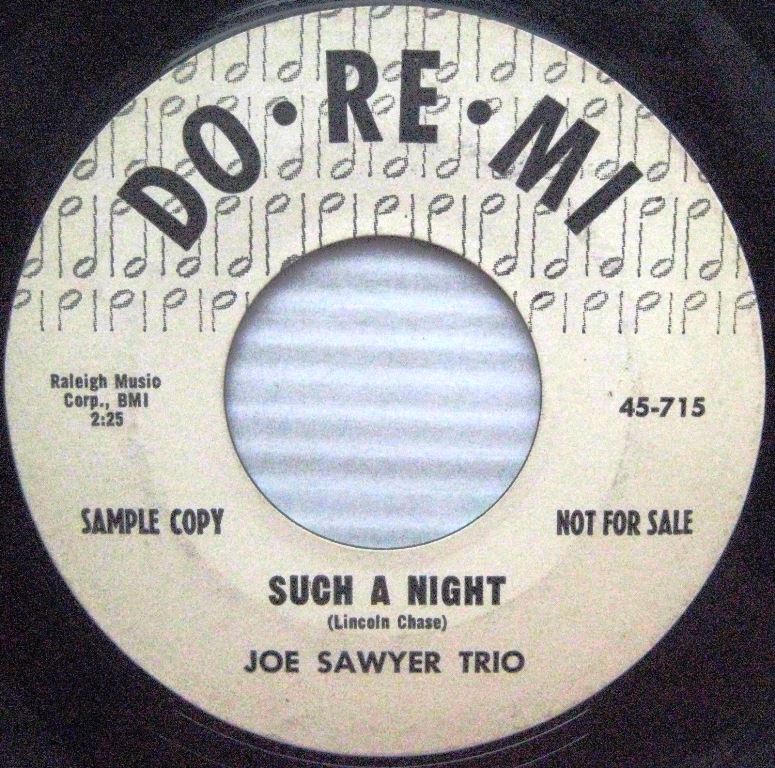 DO•RE•MI
Raleigh Music
Corp., BMI
2:25
45-715
SAMPLE COPY
NOT FOR SALE
SUCH A NIGHT
(Lincoln Chase)
JOE SAWYER TRIO